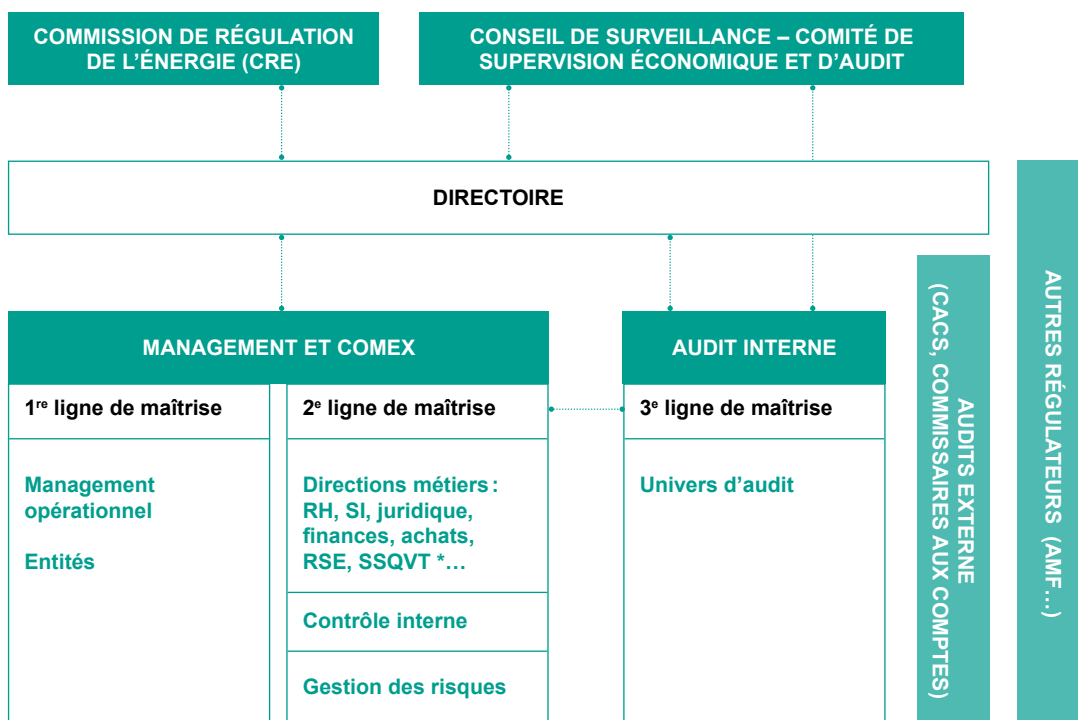 COMMISSION DE RÉGULATION
DE L'ÉNERGIE (CRE)
CONSEIL DE SURVEILLANCE – COMITÉ DE
SUPERVISION ÉCONOMIQUE ET D'AUDIT
DIRECTOIRE
MANAGEMENT ET COMEX
1re ligne de maîtrise
Management
opérationnel
Entités
2e ligne de maîtrise
Directions métiers :
RH, SI, juridique,
finances, achats,
RSE, SSQVT *…
Contrôle interne
Gestion des risques
AUDIT INTERNE
3e ligne de maîtrise
Univers d'audit
AUDITS EXTERNE
(CACS, COMMISSAIRES AUX COMPTES)
AUTRES RÉGULATEURS (AMF…)